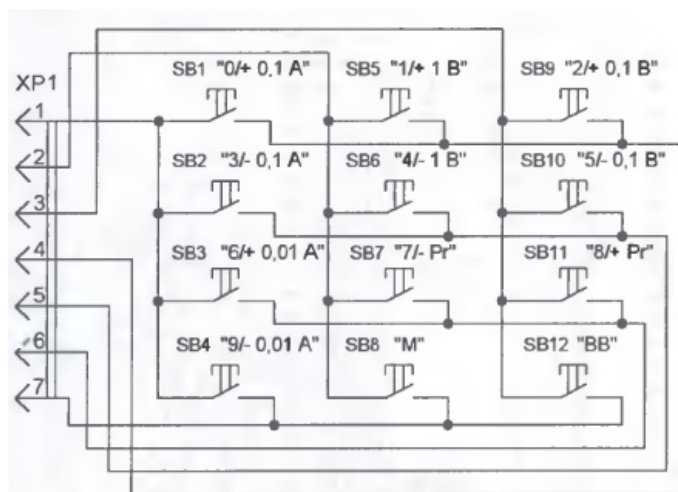 XP1
SB1 "0/+ 0,1 A" SB5 "1/+ 1 B" SB9 "2/+ 0,1 B"
1
SB2 "3/- 0,1 A" SB6 "4/- 1 B" SB10 "5/- 0,1 B"
2
3
SB3 "6/+ 0,01 A" SB7 "7/- Pr" SB11 "8/+ Pr"
4
5
SB4 "9/- 0,01 A" SB8 "M" SB12 "BB"
6
7